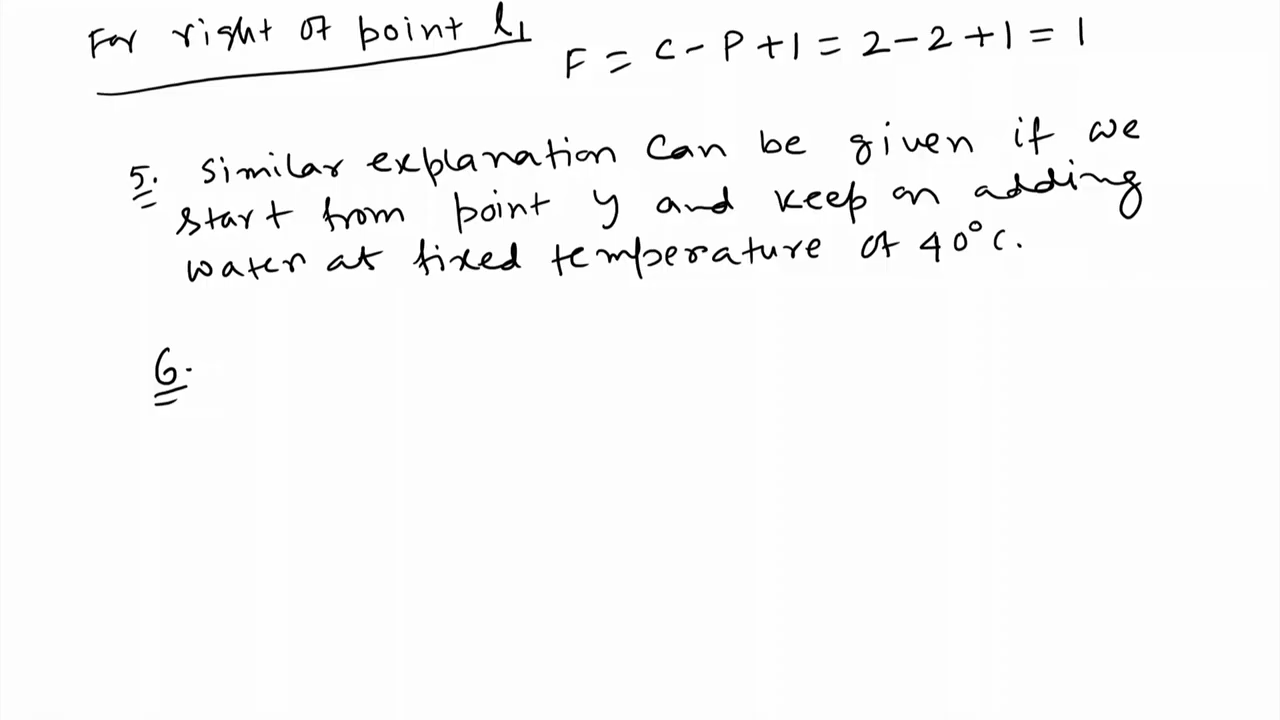 For right of point l₁
F = C - P + 1 = 2 - 2 + 1 = 1
5. Similar explanation can be given if we
start from point y and keep on adding
water at fixed temperature of 40°C.
6.